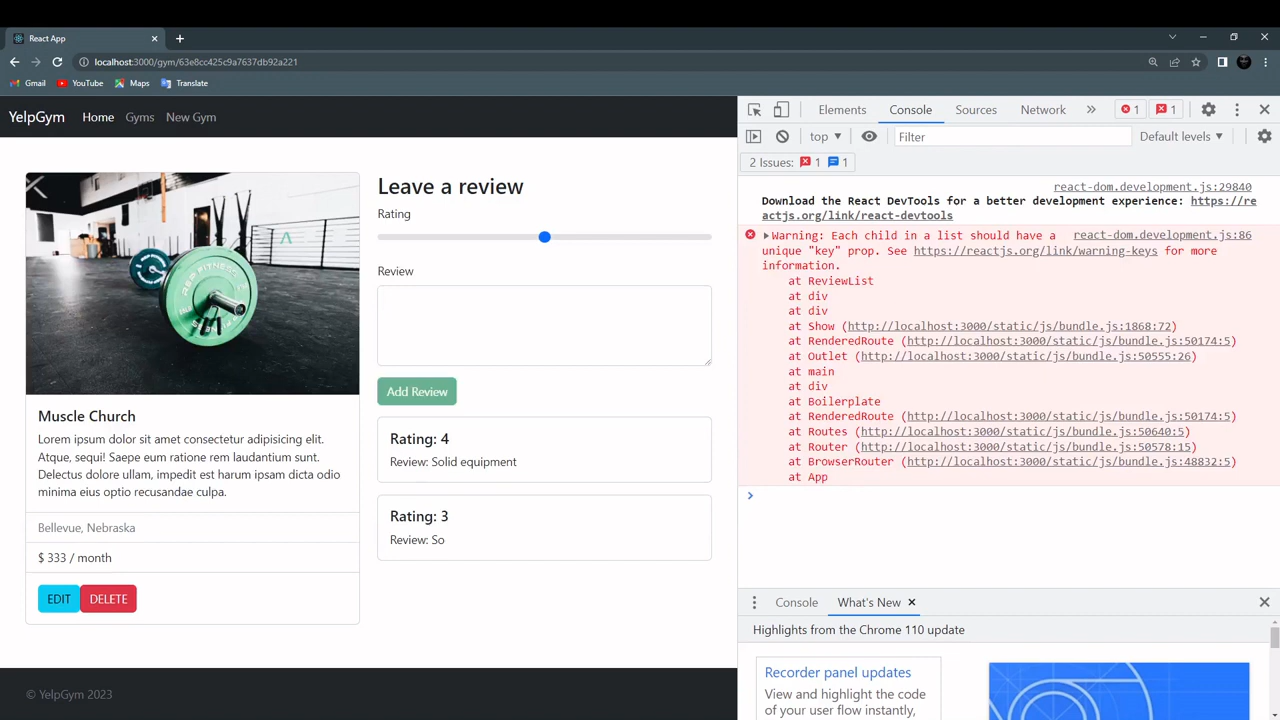 React App
localhost:3000/gym/63e8cc425c9a7637db92a221
Gmail YouTube Maps Translate
YelpGym Home Gyms New Gym
Leave a review
Rating
Review
Add Review
Rating: 4
Review: Solid equipment
Rating: 3
Review: So
Muscle Church
Lorem ipsum dolor sit amet consectetur adipisicing elit.
Atque, sequi! Saepe eum ratione rem laudantium sunt.
Delectus dolore ullam, impedit est harum ipsam dicta odio
minima eius optio recusandae culpa.
Bellevue, Nebraska
$ 333 / month
EDIT DELETE
© YelpGym 2023
Elements Console Sources Network » 1 1
top Filter Default levels
2 Issues: 1 1
react-dom.development.js:29840
Download the React DevTools for a better development experience: https://re
actjs.org/link/react-devtools
Warning: Each child in a list should have a react-dom.development.js:86
unique "key" prop. See https://reactjs.org/link/warning-keys for more
information.
at ReviewList
at div
at div
at Show (http://localhost:3000/static/js/bundle.js:1868:72)
at RenderedRoute (http://localhost:3000/static/js/bundle.js:50174:5)
at Outlet (http://localhost:3000/static/js/bundle.js:50555:26)
at main
at div
at Boilerplate
at RenderedRoute (http://localhost:3000/static/js/bundle.js:50174:5)
at Routes (http://localhost:3000/static/js/bundle.js:50640:5)
at Router (http://localhost:3000/static/js/bundle.js:50578:15)
at BrowserRouter (http://localhost:3000/static/js/bundle.js:48832:5)
at App
Console What's New
Highlights from the Chrome 110 update
Recorder panel updates
View and highlight the code
of your user flow instantly,